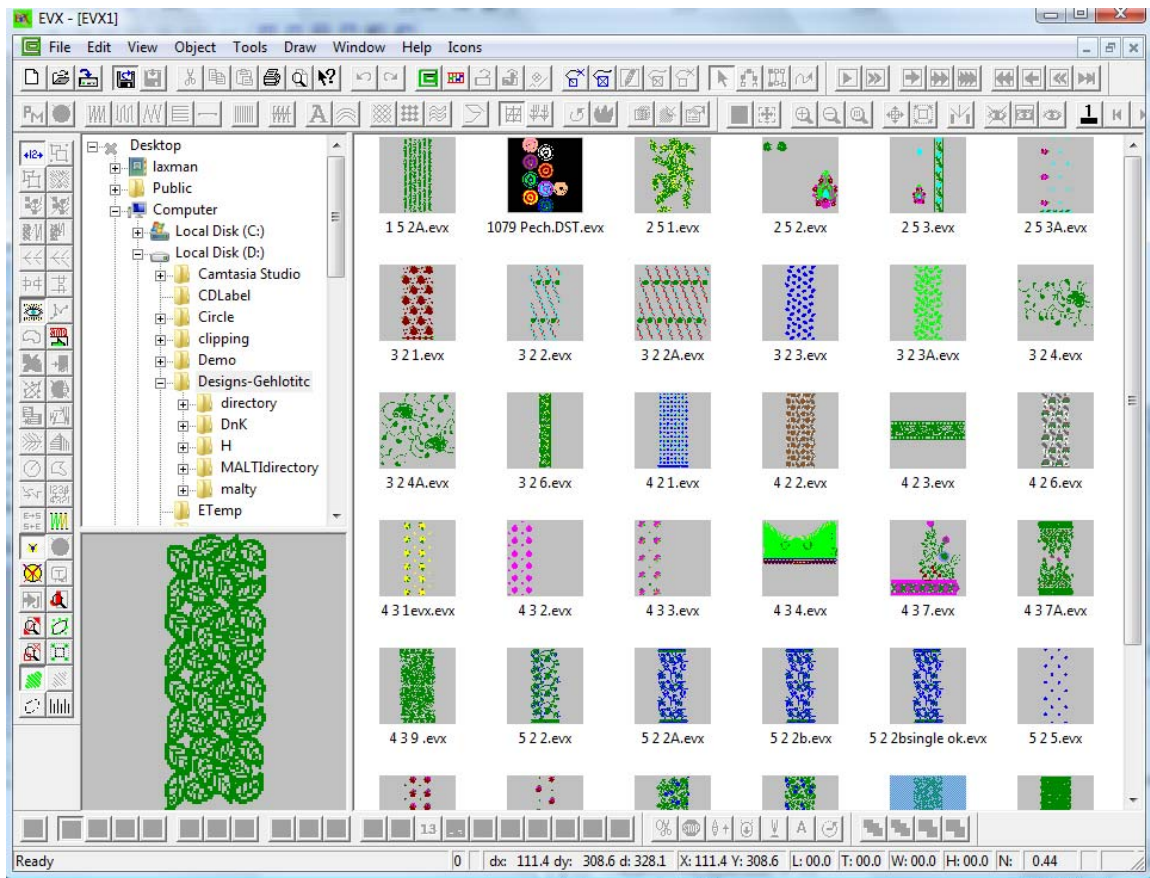 EVX - [EVX1]
File Edit View Object Tools Draw Window Help Icons
1
Desktop
laxman
Public
Computer
Local Disk (C:)
Local Disk (D:)
Camtasia Studio
CDLabel
Circle
clipping
Demo
Designs-Gehlotitc
directory
DnK
H
MALTIdirectory
malty
ETemp
1 5 2A.evx 1079 Pech.DST.evx 2 5 1.evx 2 5 2.evx 2 5 3.evx 2 5 3A.evx
3 2 1.evx 3 2 2.evx 3 2 2A.evx 3 2 3.evx 3 2 3A.evx 3 2 4.evx
3 2 4A.evx 3 2 6.evx 4 2 1.evx 4 2 2.evx 4 2 3.evx 4 2 6.evx
4 3 1evx.evx 4 3 2.evx 4 3 3.evx 4 3 4.evx 4 3 7.evx 4 3 7A.evx
4 3 9 .evx 5 2 2.evx 5 2 2A.evx 5 2 2b.evx 5 2 2bsingle ok.evx 5 2 5.evx
1.3
Ready 0 dx: 111.4 dy: 308.6 d: 328.1 X: 111.4 Y: 308.6 L: 00.0 T: 00.0 W: 00.0 H: 00.0 N: 0.44